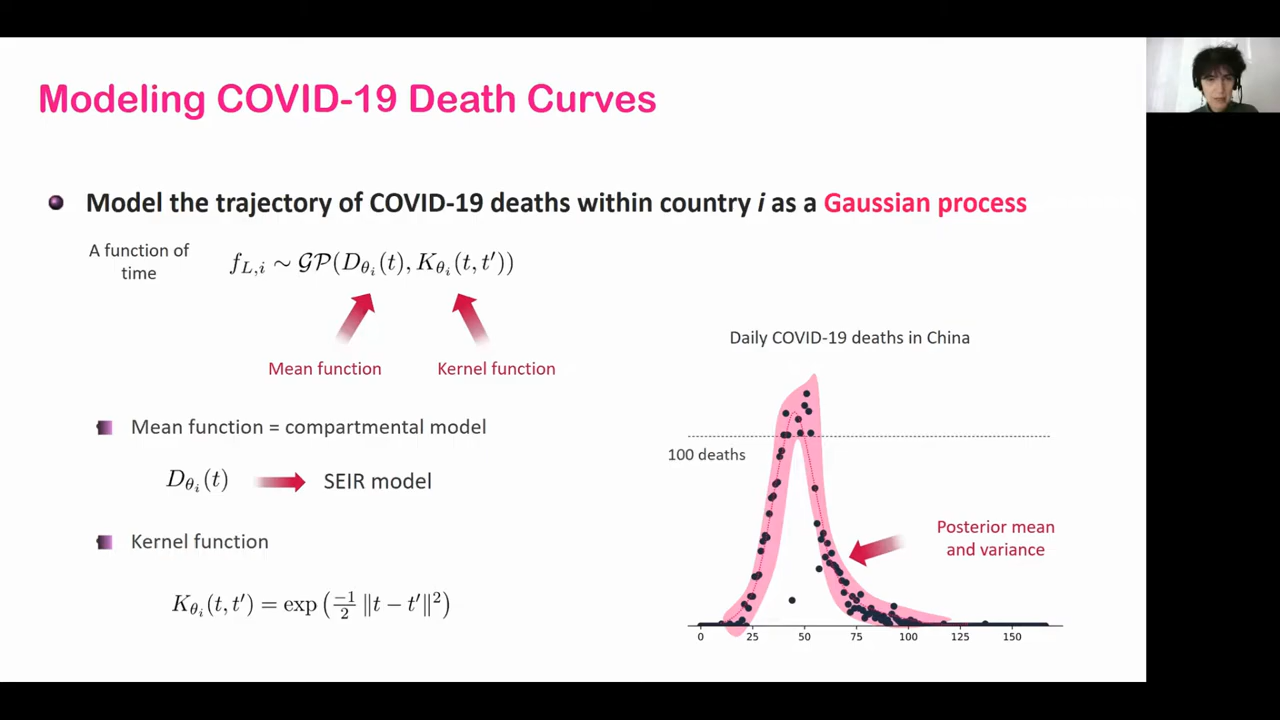 Modeling COVID-19 Death Curves
Model the trajectory of COVID-19 deaths within country i as a Gaussian process
A function of
time
f_{L,i} ∼ 𝒢𝒫(D_{θ_i}(t), K_{θ_i}(t, t′))
Mean function
Kernel function
Mean function = compartmental model
D_{θ_i}(t)
SEIR model
Kernel function
K_{θ_i}(t, t′) = exp(\frac{-1}{2} ‖t − t′‖²)
Daily COVID-19 deaths in China
100 deaths
Posterior mean
and variance
0 25 50 75 100 125 150